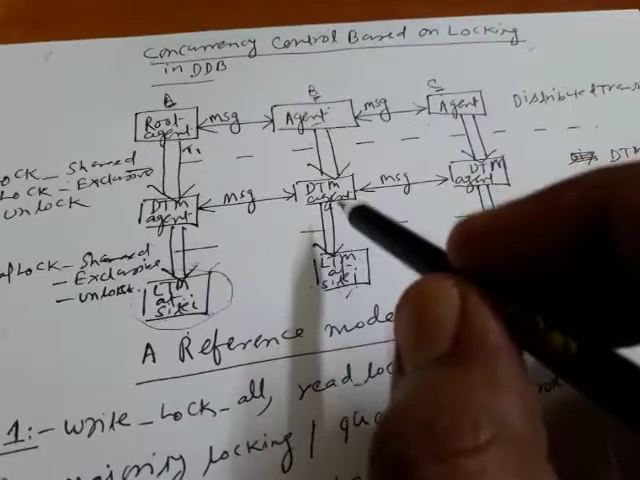 Concurrency Control Based on Locking
in DDB
A B C
Root agent msg Agent msg Agent
Distributed Trans
Lock - Shared
Lock - Exclusive
Unlock
DTM agent msg DTM agent msg DTM agent
DTM
Lock - Shared
- Exclusive
- Unlock
LTM at site i
LTM at site i
A Reference mode
1:- write_lock_all, read_loc
majority locking /